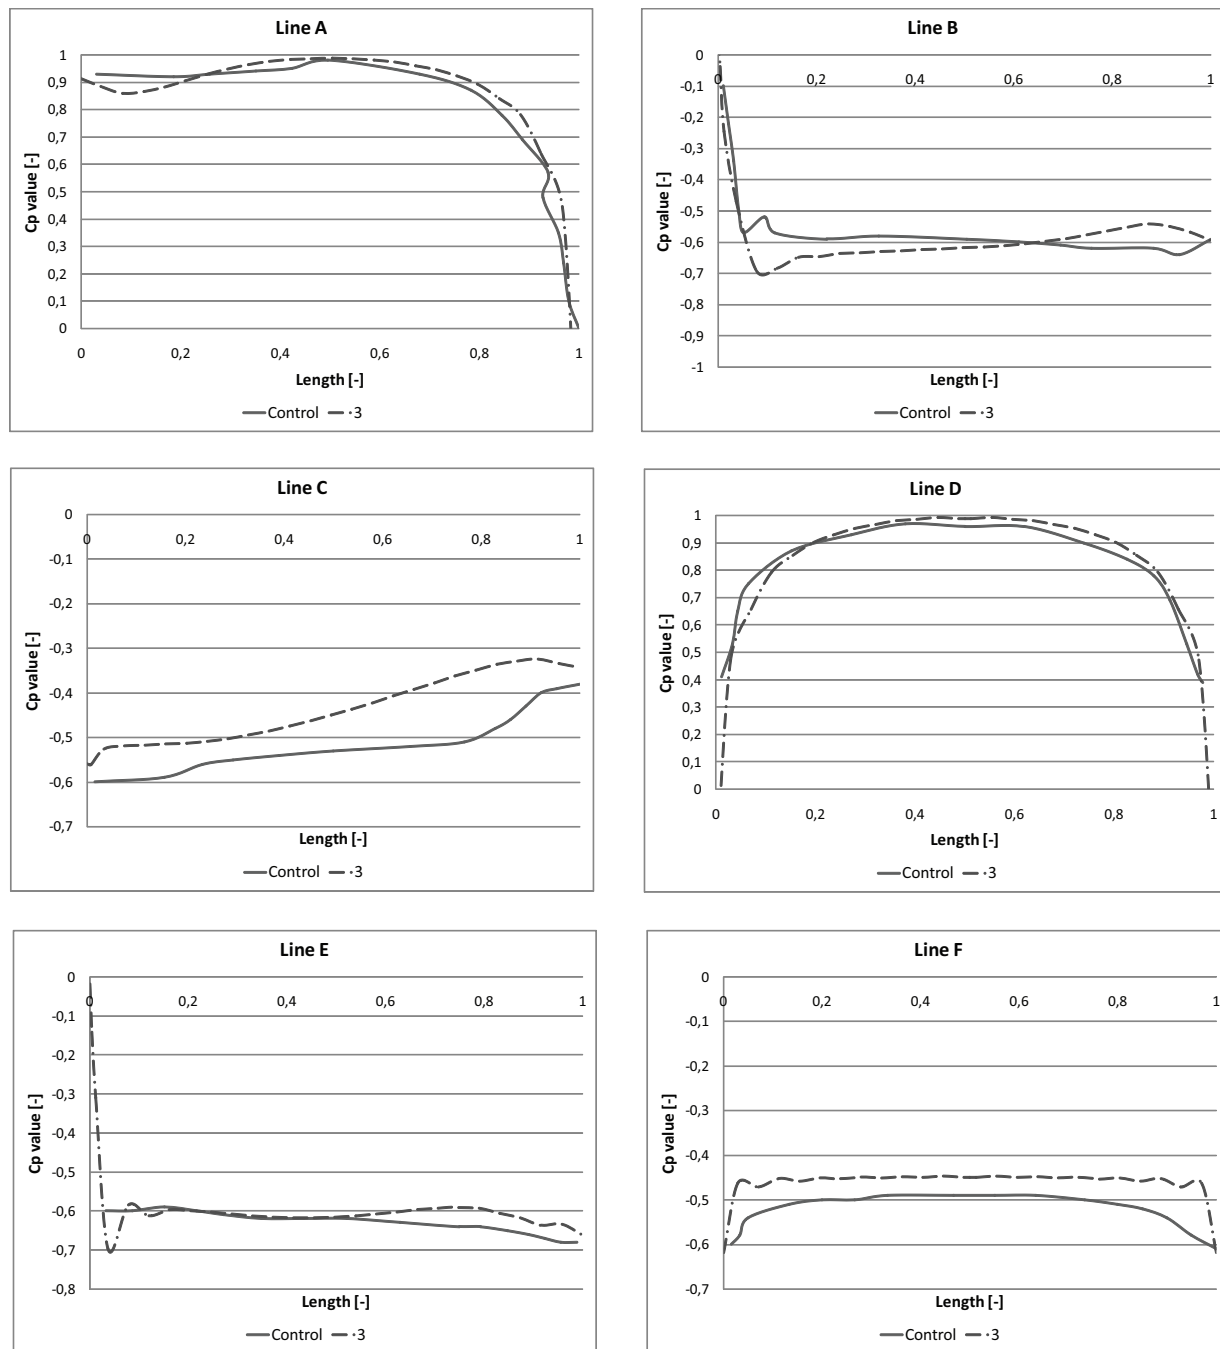 Line A
1
0,9
0,8
0,7
0,6
0,5
0,4
0,3
0,2
0,1
0
Cp value [-]
0 0,2 0,4 0,6 0,8 1
Length [-]
Control 3
Line B
0
-0,1
-0,2
-0,3
-0,4
-0,5
-0,6
-0,7
-0,8
-0,9
-1
Cp value [-]
0 0,2 0,4 0,6 0,8 1
Length [-]
Control 3
Line C
0
-0,1
-0,2
-0,3
-0,4
-0,5
-0,6
-0,7
Cp value [-]
0 0,2 0,4 0,6 0,8 1
Length [-]
Control 3
Line D
1
0,9
0,8
0,7
0,6
0,5
0,4
0,3
0,2
0,1
0
Cp value [-]
0 0,2 0,4 0,6 0,8 1
Length [-]
Control 3
Line E
0
-0,1
-0,2
-0,3
-0,4
-0,5
-0,6
-0,7
-0,8
Cp value [-]
0 0,2 0,4 0,6 0,8 1
Length [-]
Control 3
Line F
0
-0,1
-0,2
-0,3
-0,4
-0,5
-0,6
-0,7
Cp value [-]
0 0,2 0,4 0,6 0,8 1
Length [-]
Control 3